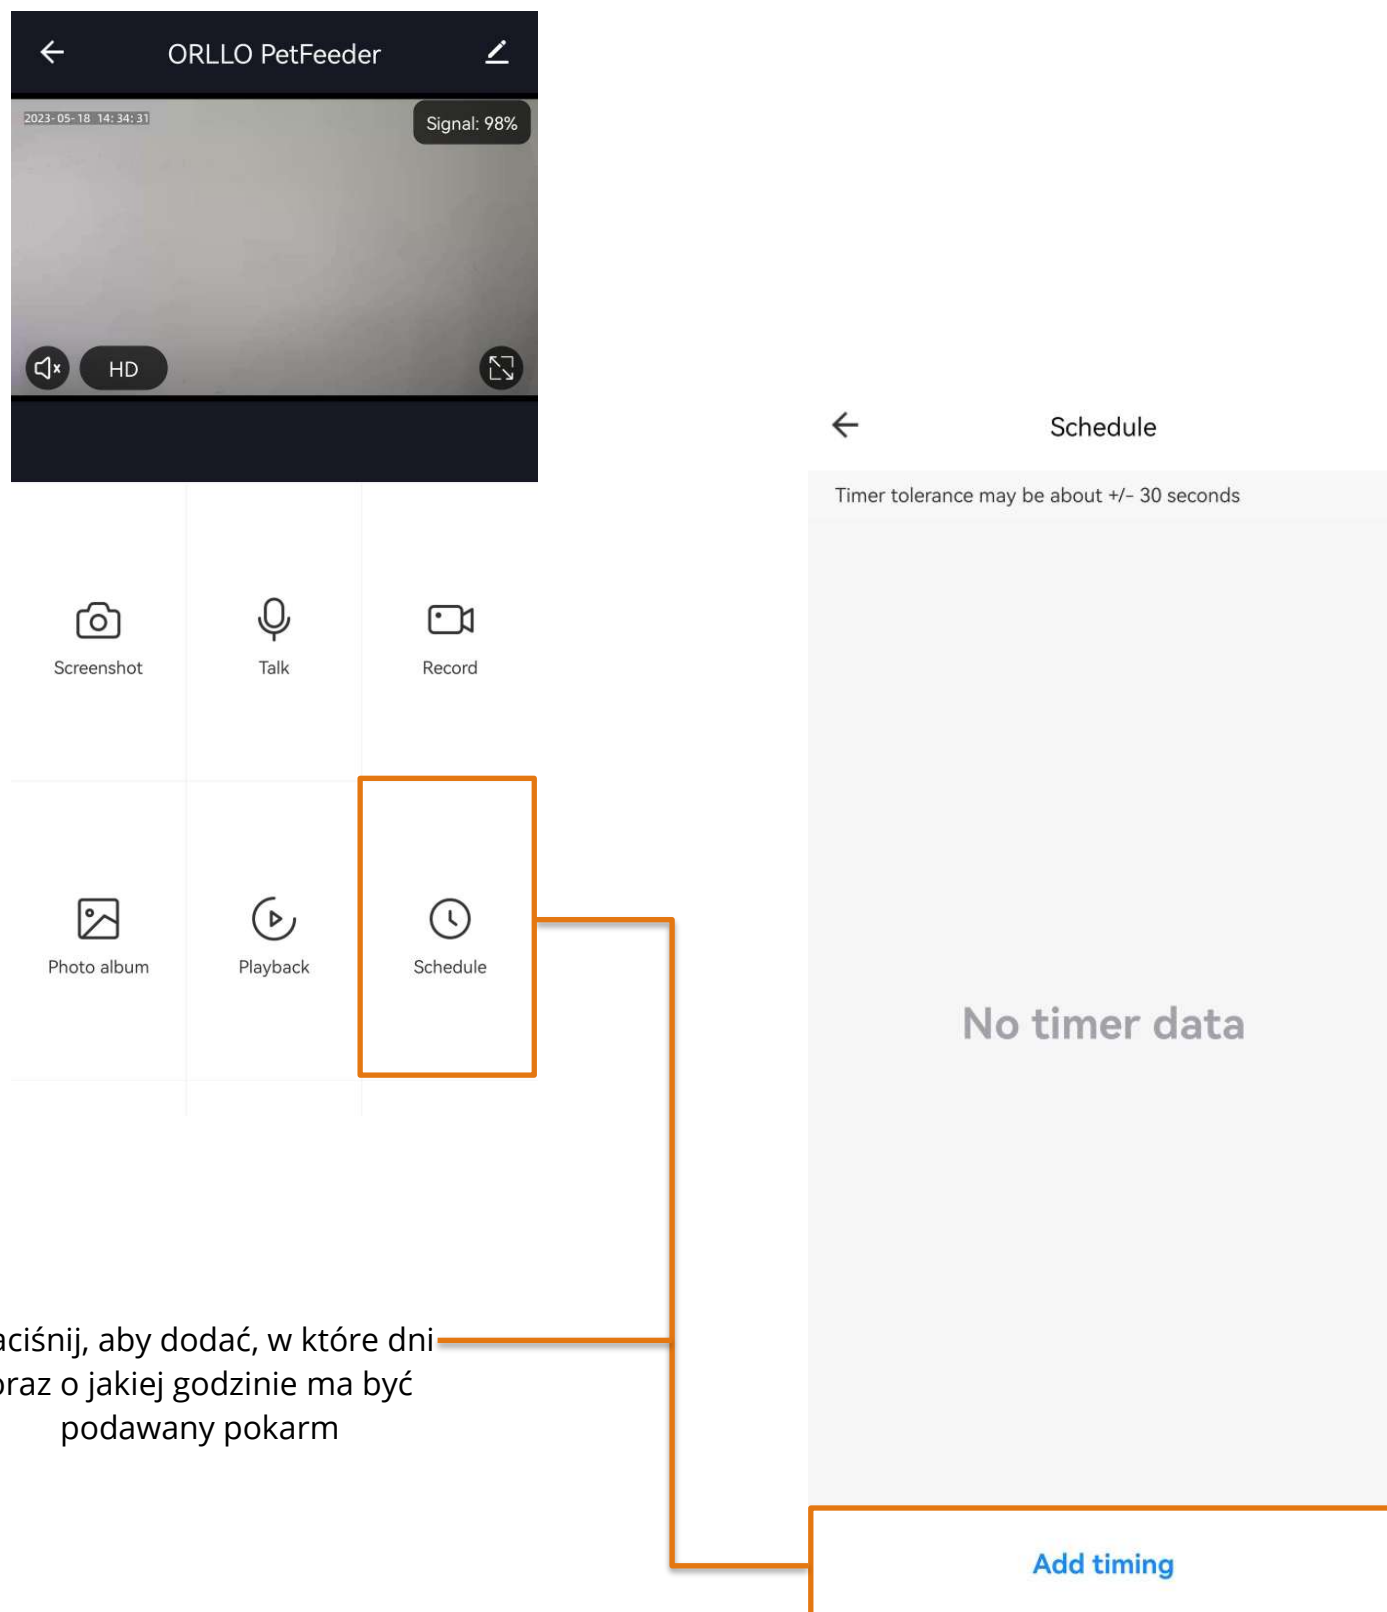 ORLLO PetFeeder
2023-05-18 14:34:31
Signal: 98%
HD
Screenshot
Talk
Record
Photo album
Playback
Schedule
aciśnij, aby dodać, w które dni
oraz o jakiej godzinie ma być
podawany pokarm
Schedule
Timer tolerance may be about +/- 30 seconds
No timer data
Add timing